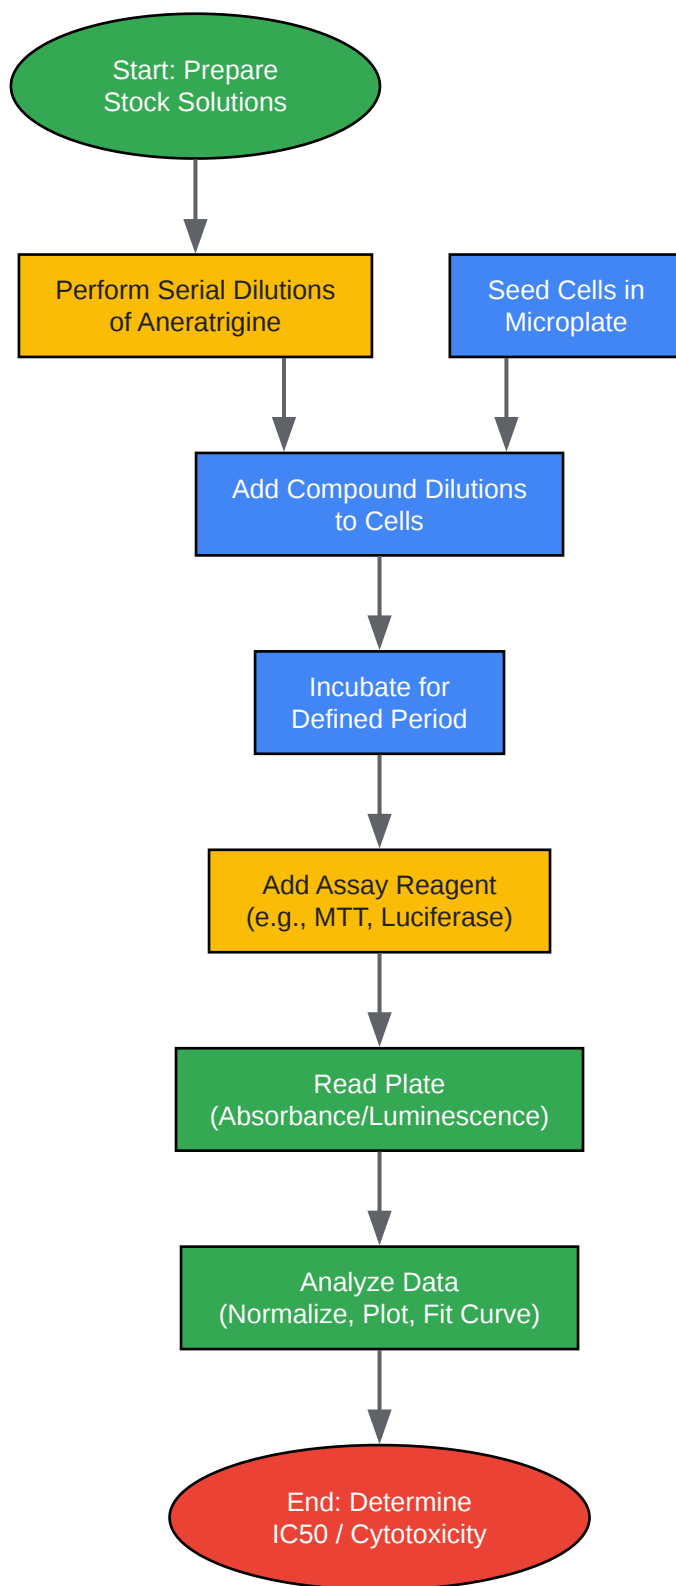 Start: Prepare
Stock Solutions
Perform Serial Dilutions
of Aneratrigine
Seed Cells in
Microplate
Add Compound Dilutions
to Cells
Incubate for
Defined Period
Add Assay Reagent
(e.g., MTT, Luciferase)
Read Plate
(Absorbance/Luminescence)
Analyze Data
(Normalize, Plot, Fit Curve)
End: Determine
IC50 / Cytotoxicity